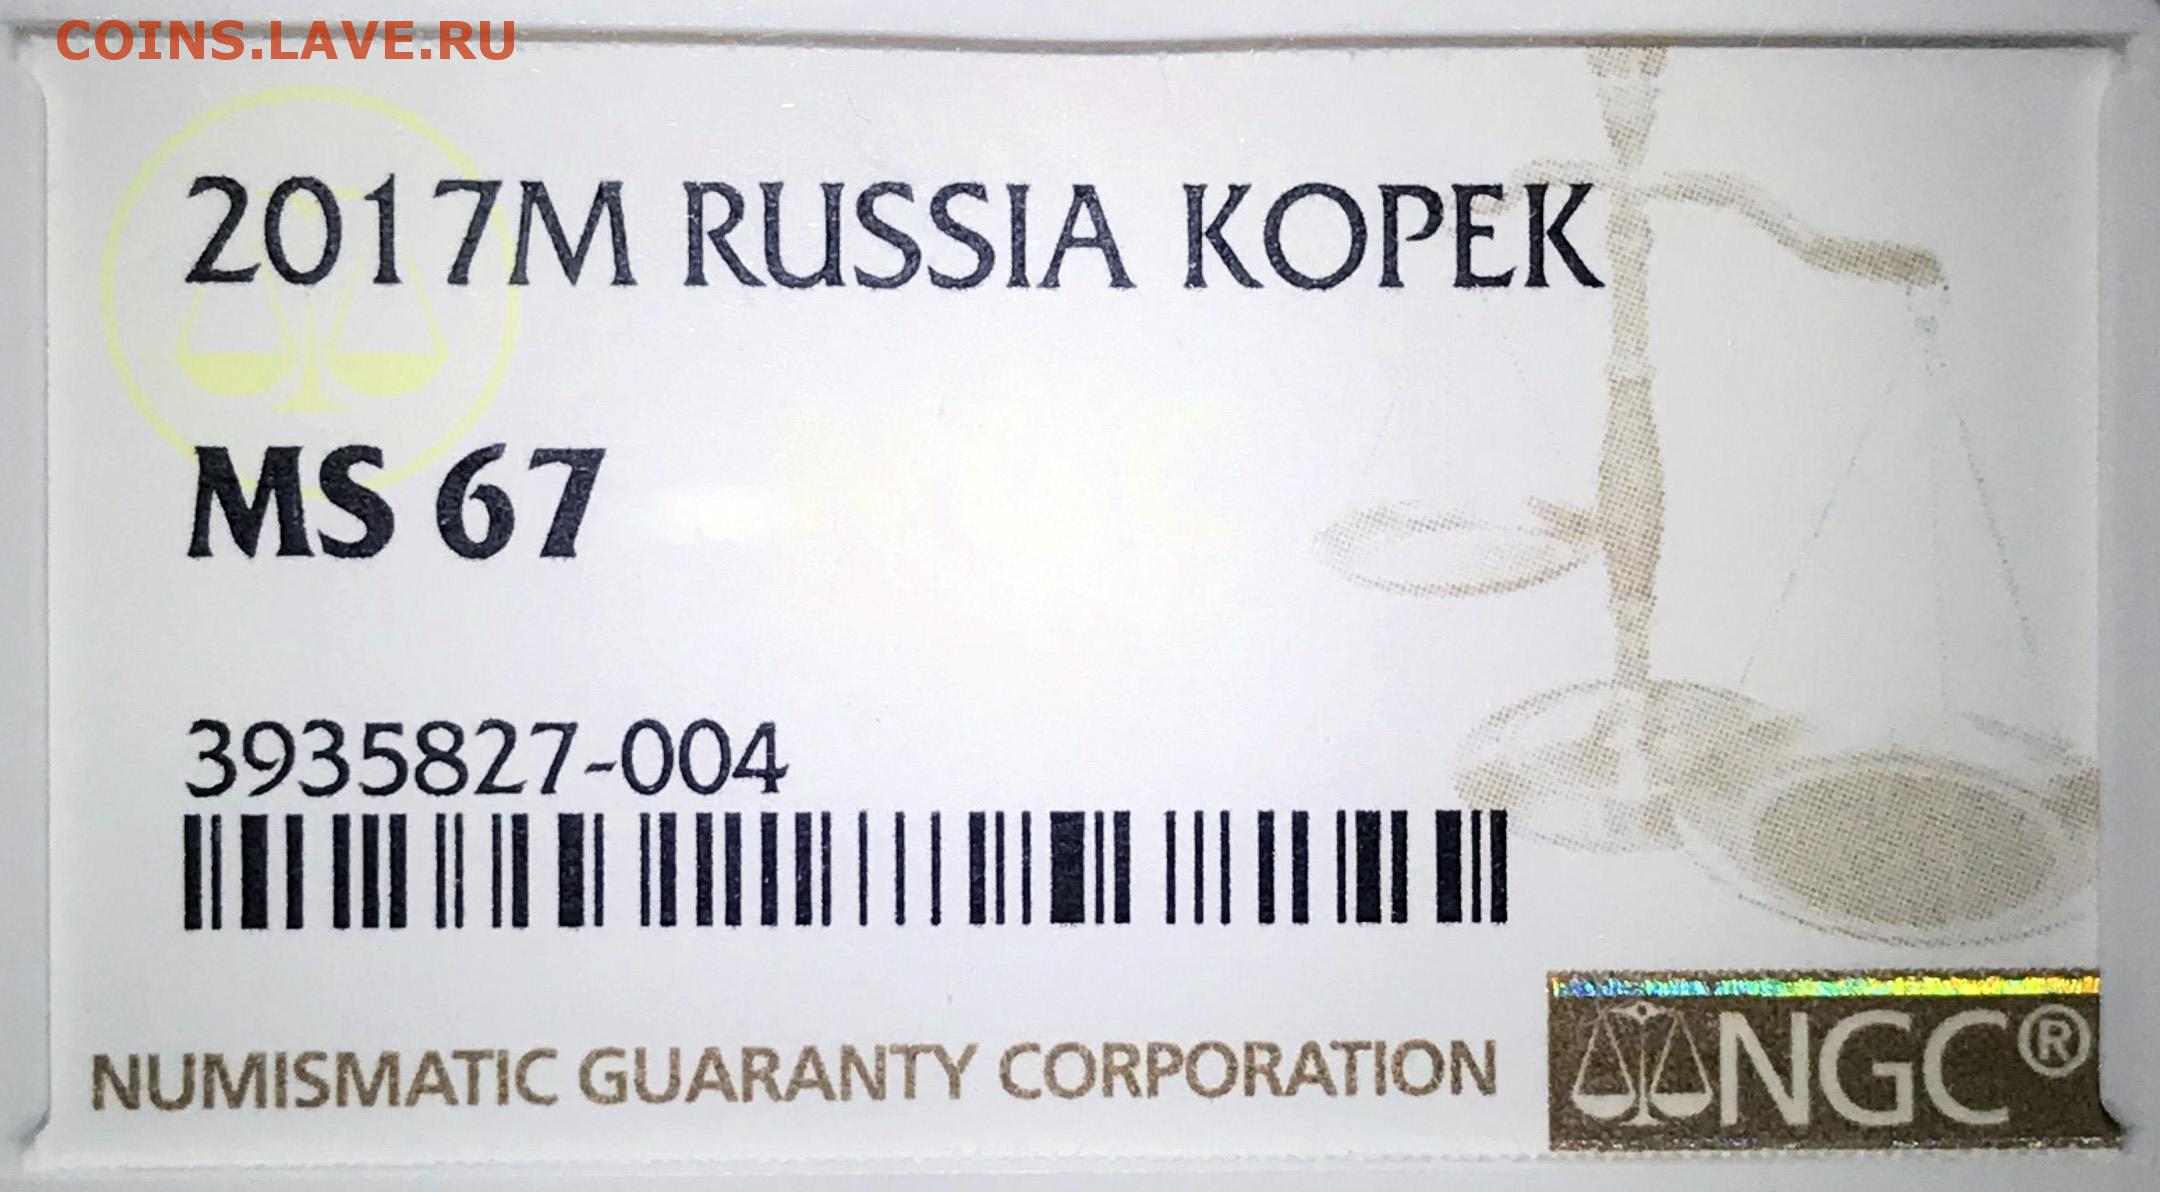 COINS.LAVE.RU
2017M RUSSIA KOPEK
MS 67
3935827-004
NUMISMATIC GUARANTY CORPORATION
NGC®